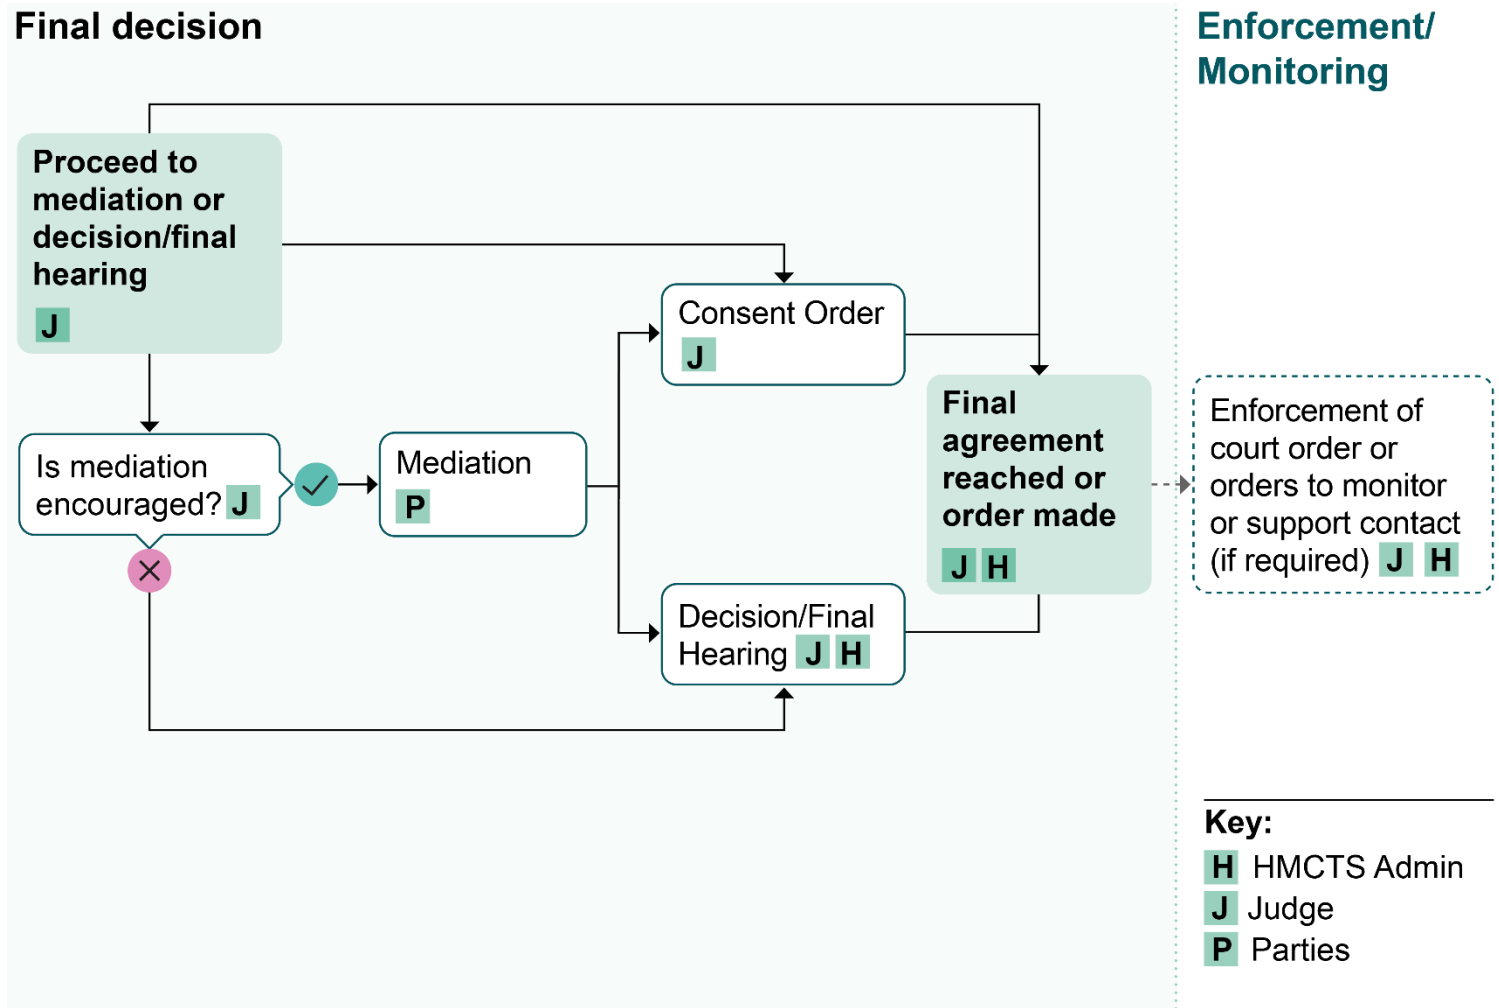 Final decision
Enforcement/
Monitoring
Proceed to
mediation or
decision/final
hearing
J
Is mediation
encouraged? J
Mediation
P
Consent Order
J
Decision/Final
Hearing J H
Final
agreement
reached or
order made
J H
Enforcement of
court order or
orders to monitor
or support contact
(if required) J H
Key:
H HMCTS Admin
J Judge
P Parties